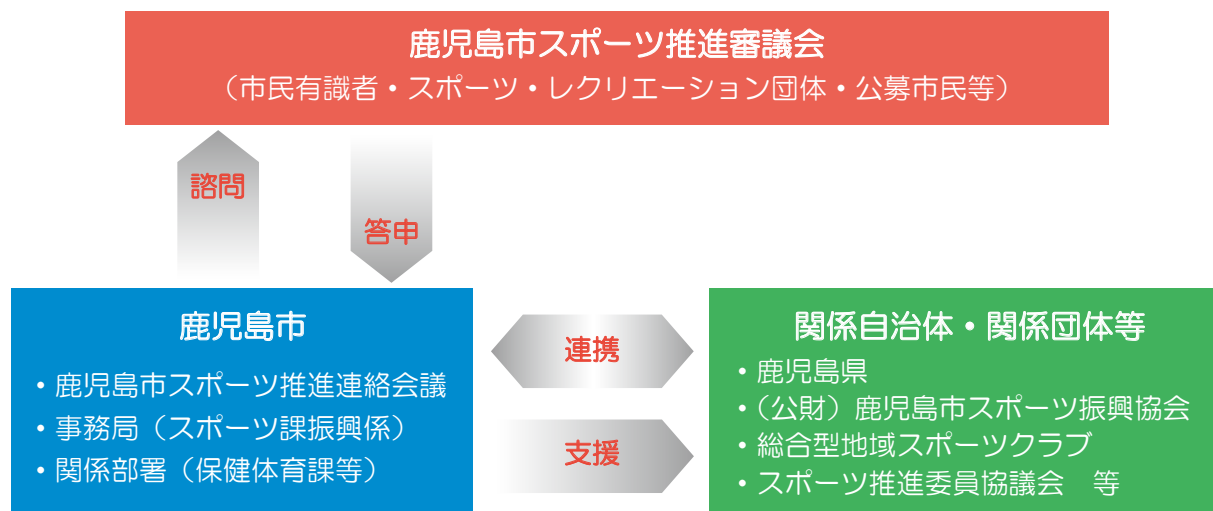 鹿児島市スポーツ推進審議会
（市民有識者・スポーツ・レクリエーション団体・公募市民等）
諮問
答申
鹿児島市
・鹿児島市スポーツ推進連絡会議
・事務局（スポーツ課振興係）
・関係部署（保健体育課等）
連携
支援
関係自治体・関係団体等
・鹿児島県
・（公財）鹿児島市スポーツ振興協会
・総合型地域スポーツクラブ
・スポーツ推進委員協議会　等